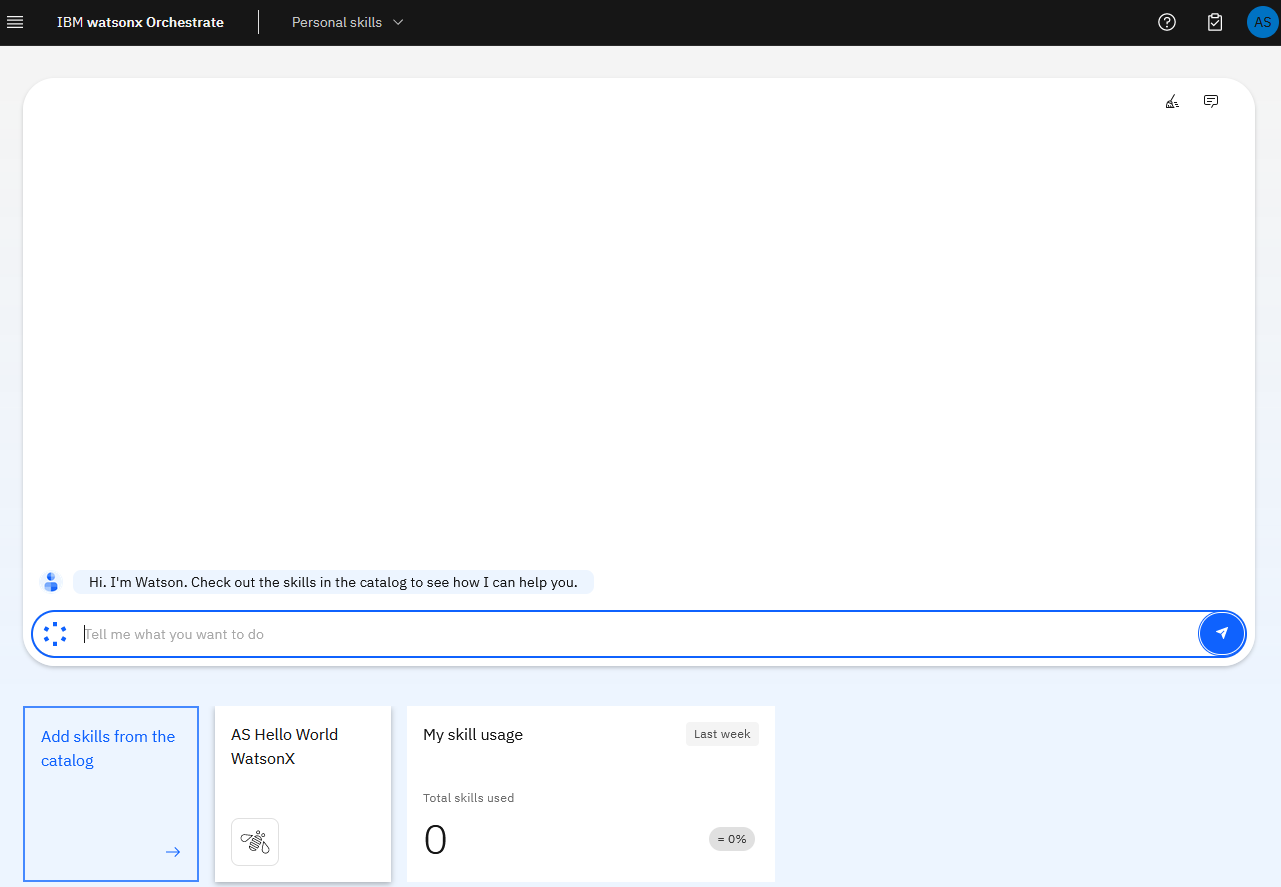 IBM watsonx Orchestrate
Personal skills
AS
Hi. I'm Watson. Check out the skills in the catalog to see how I can help you.
Tell me what you want to do
Add skills from the
catalog
AS Hello World
WatsonX
My skill usage
Last week
Total skills used
0
= 0%